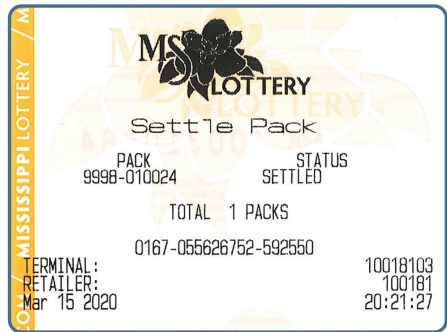 MS
LOTTERY
Settle Pack
PACK STATUS
9998-010024 SETTLED
TOTAL 1 PACKS
0167-055626752-592550
TERMINAL: 10018103
RETAILER: 100181
Mar 15 2020 20:21:27
.COM / MISSISSIPPI LOTTERY / M